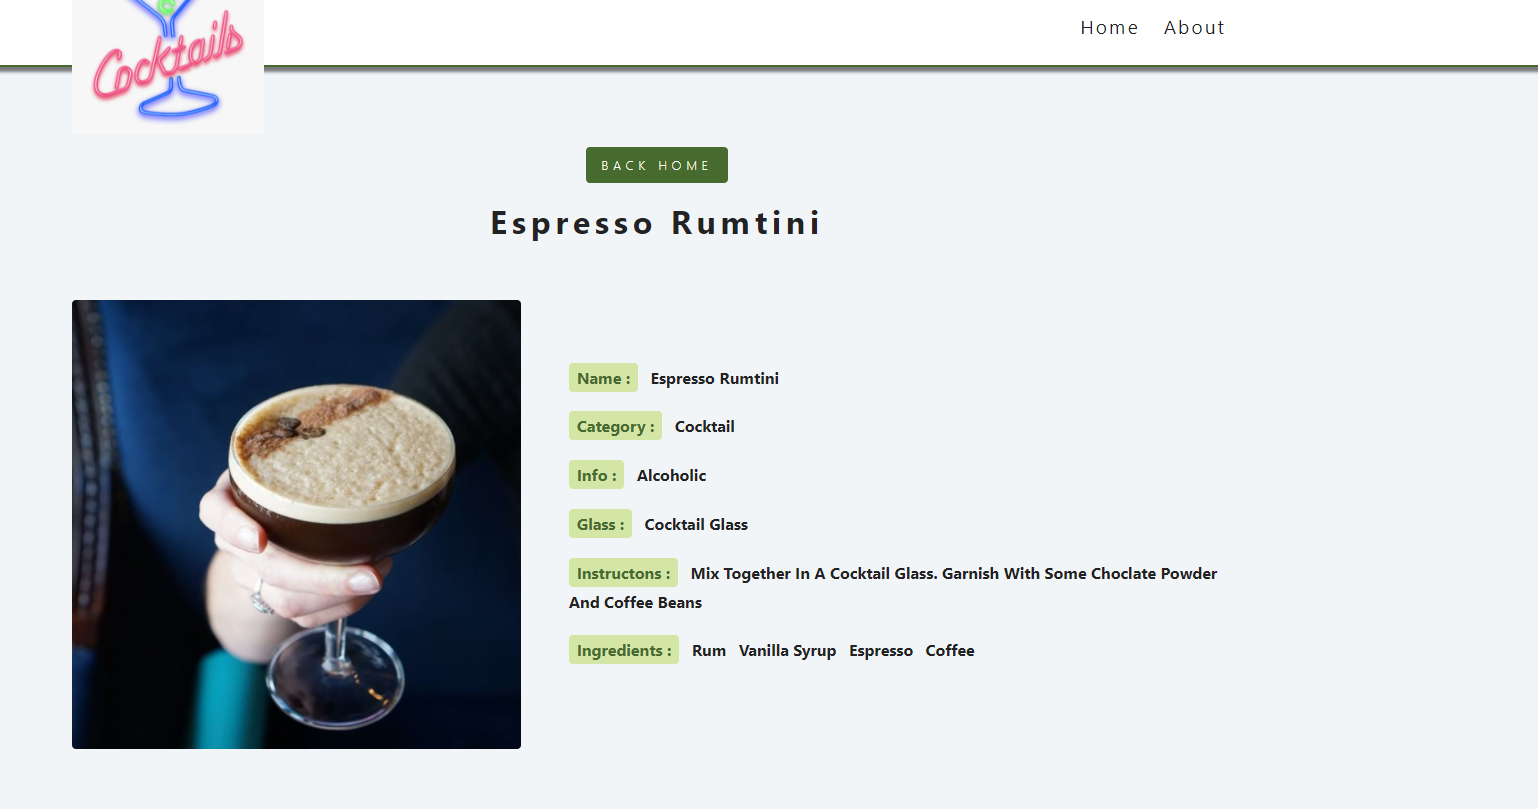 Cocktails
Home About
BACK HOME
Espresso Rumtini
Name : Espresso Rumtini
Category : Cocktail
Info : Alcoholic
Glass : Cocktail Glass
Instructons : Mix Together In A Cocktail Glass. Garnish With Some Choclate Powder
And Coffee Beans
Ingredients : Rum Vanilla Syrup Espresso Coffee